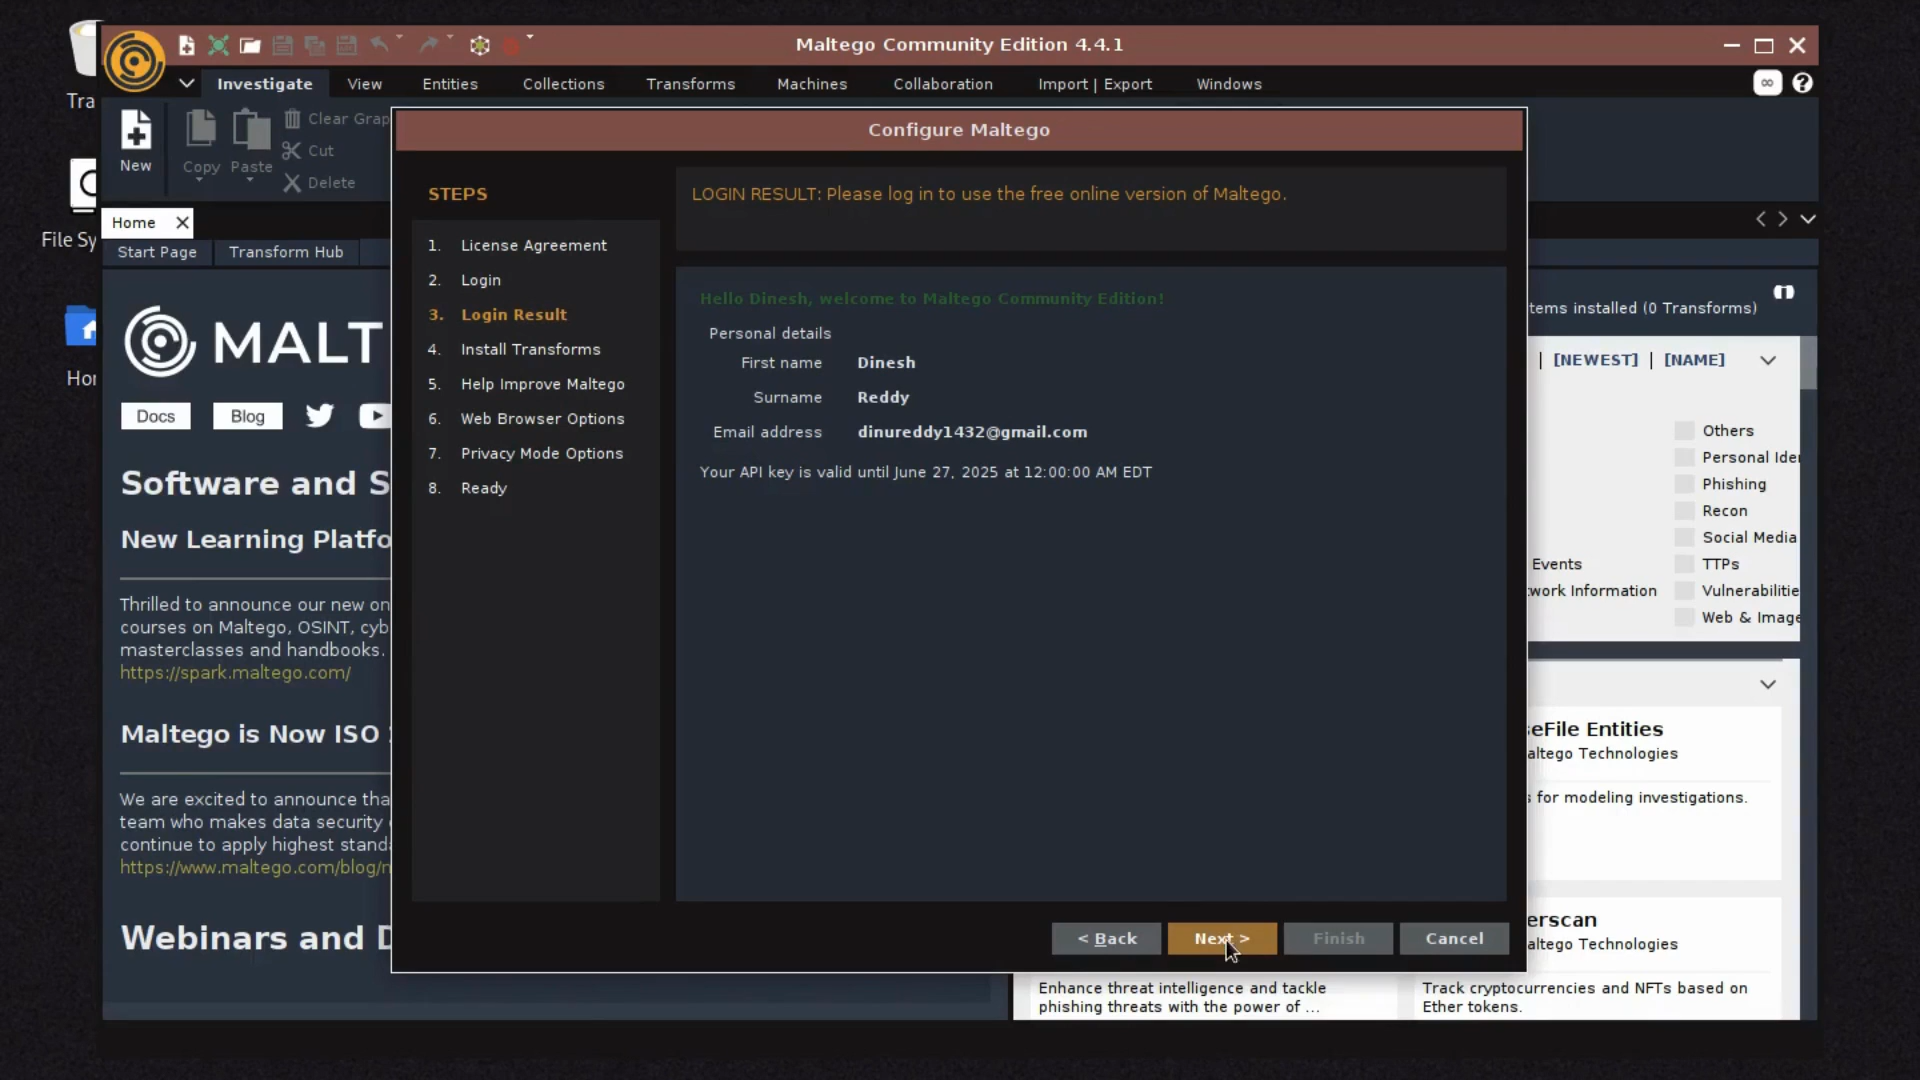 Maltego Community Edition 4.4.1
Investigate View Entities Collections Transforms Machines Collaboration Import | Export Windows
New
Copy
Paste
Clear Grap
Cut
Delete
Home
Start Page Transform Hub
Tra
File Sy
Hor
MALT
Docs Blog
Software and S
New Learning Platfo
Thrilled to announce our new on
courses on Maltego, OSINT, cyb
masterclasses and handbooks.
https://spark.maltego.com/
Maltego is Now ISO
We are excited to announce tha
team who makes data security
continue to apply highest standa
https://www.maltego.com/blog/n
Webinars and D
Configure Maltego
STEPS
1. License Agreement
2. Login
3. Login Result
4. Install Transforms
5. Help Improve Maltego
6. Web Browser Options
7. Privacy Mode Options
8. Ready
LOGIN RESULT: Please log in to use the free online version of Maltego.
Hello Dinesh, welcome to Maltego Community Edition!
Personal details
First name Dinesh
Surname Reddy
Email address dinureddy1432@gmail.com
Your API key is valid until June 27, 2025 at 12:00:00 AM EDT
< Back Next > Finish Cancel
tems installed (0 Transforms)
| [NEWEST] | [NAME]
Others
Personal Iden
Phishing
Recon
Social Media
Events TTPs
work Information Vulnerabilitie
Web & Image
eFile Entities
altego Technologies
s for modeling investigations.
erscan
altego Technologies
Enhance threat intelligence and tackle
phishing threats with the power of ...
Track cryptocurrencies and NFTs based on
Ether tokens.